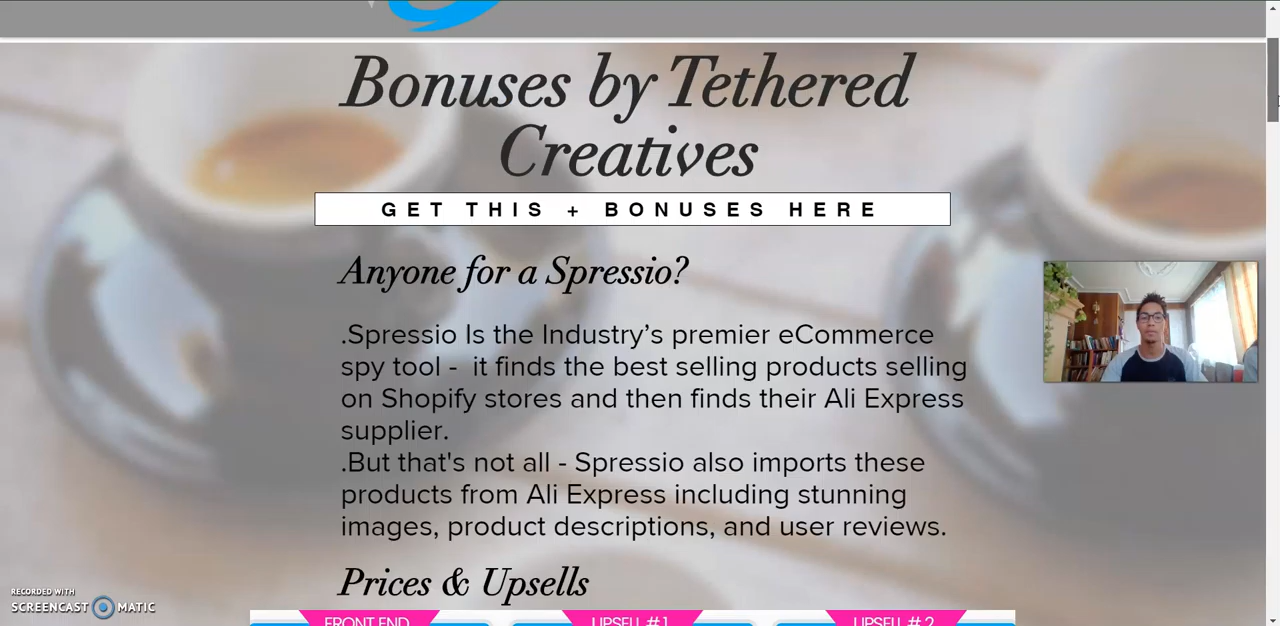 Bonuses by Tethered
Creatives
GET THIS + BONUSES HERE
Anyone for a Spressio?
.Spressio Is the Industry’s premier eCommerce
spy tool -  it finds the best selling products selling
on Shopify stores and then finds their Ali Express
supplier.
.But that's not all - Spressio also imports these
products from Ali Express including stunning
images, product descriptions, and user reviews.
Prices & Upsells
FRONT END
UPSELL #1
UPSELL #2
RECORDED WITH
SCREENCAST MATIC